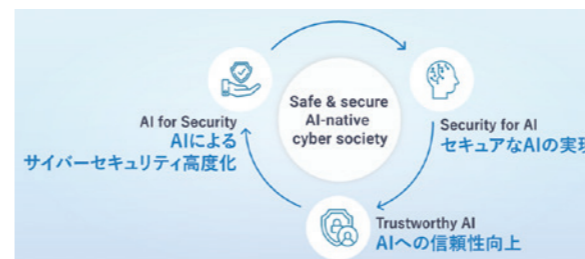 Safe & secure
AI-native
cyber society
AI for Security
AIによる
サイバーセキュリティ高度化
Security for AI
セキュアなAIの実現
Trustworthy AI
AIへの信頼性向上